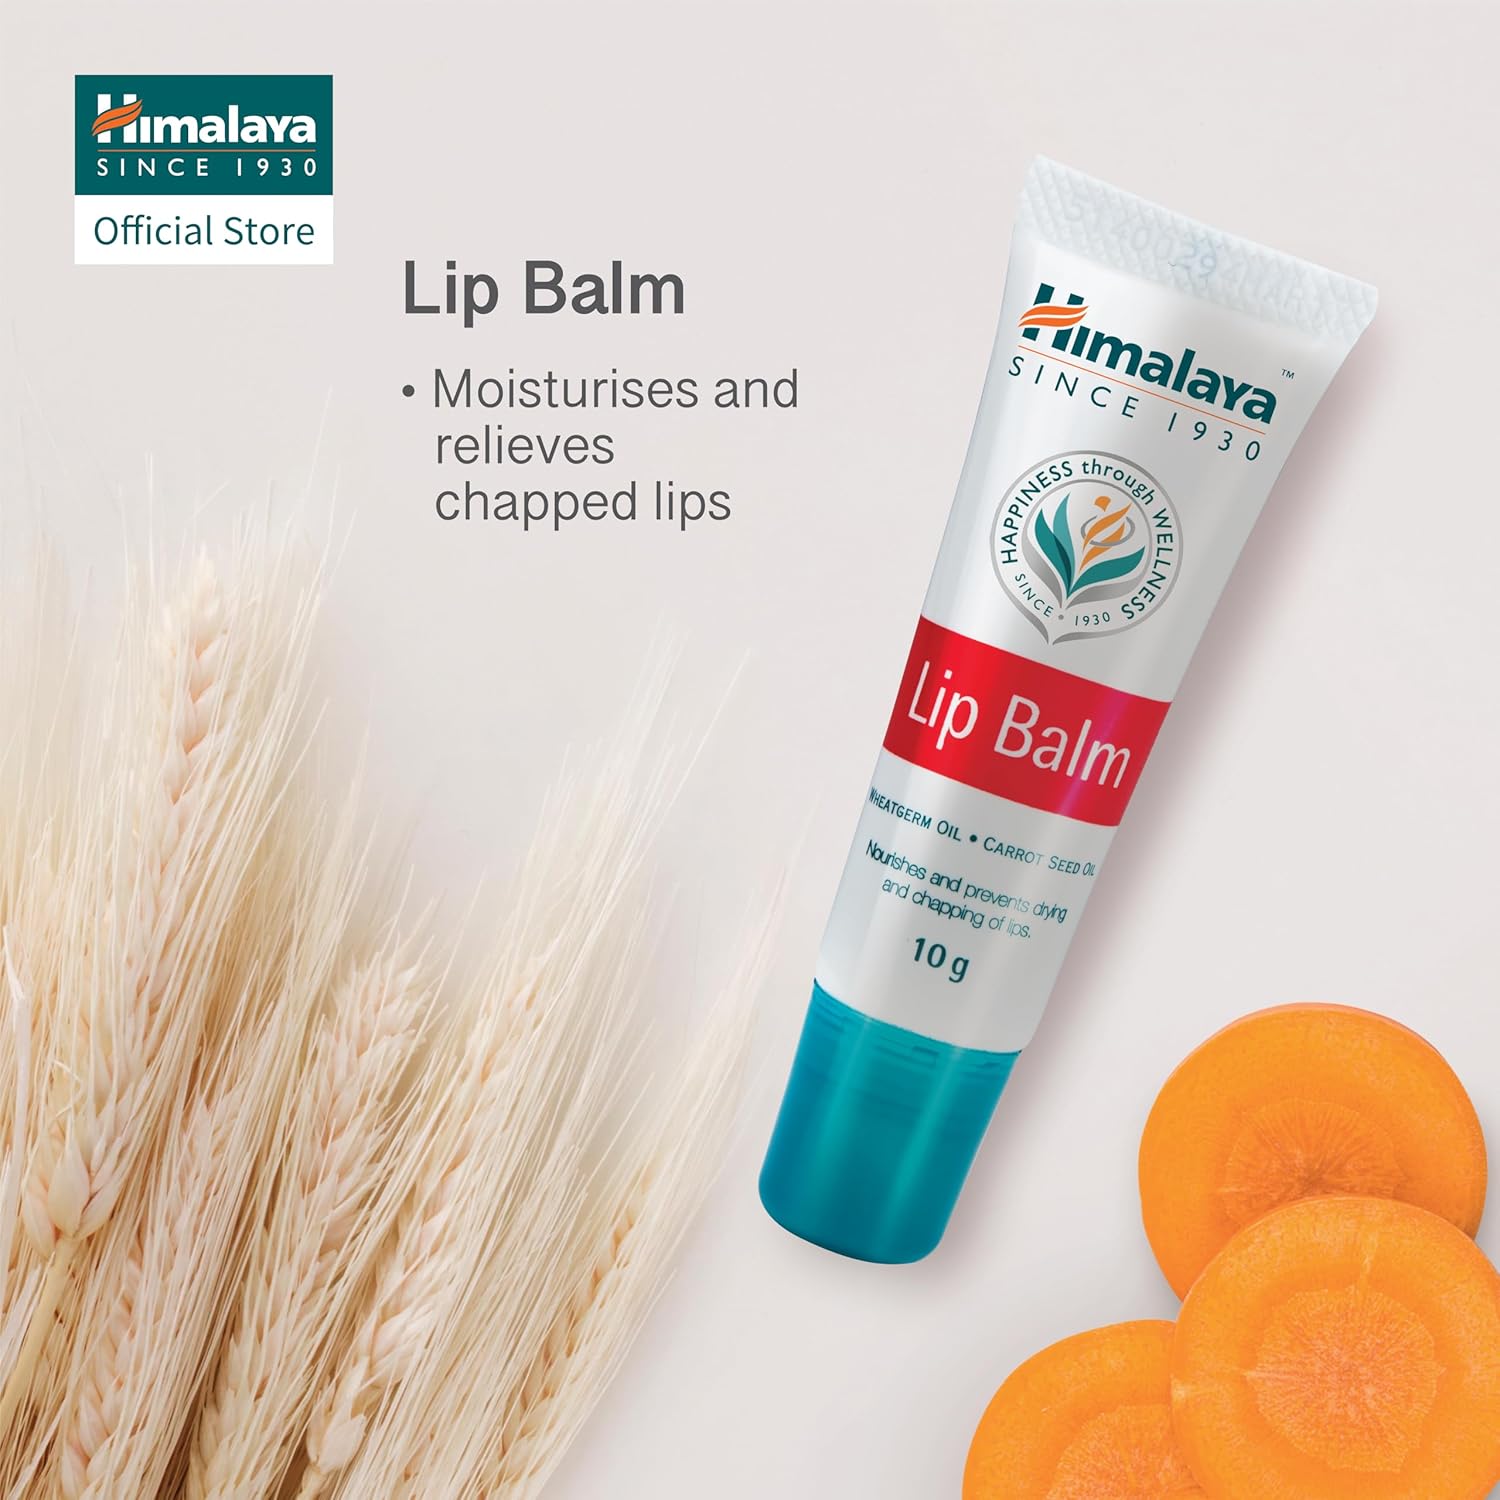 Himalaya
SINCE 1930
Official Store
Lip Balm
• Moisturises and
relieves
chapped lips
Himalaya™
SINCE 1930
HAPPINESS through WELLNESS
SINCE • 1930
Lip Balm
WHEATGERM OIL • CARROT SEED OIL
Nourishes and prevents drying
and chapping of lips.
10 g